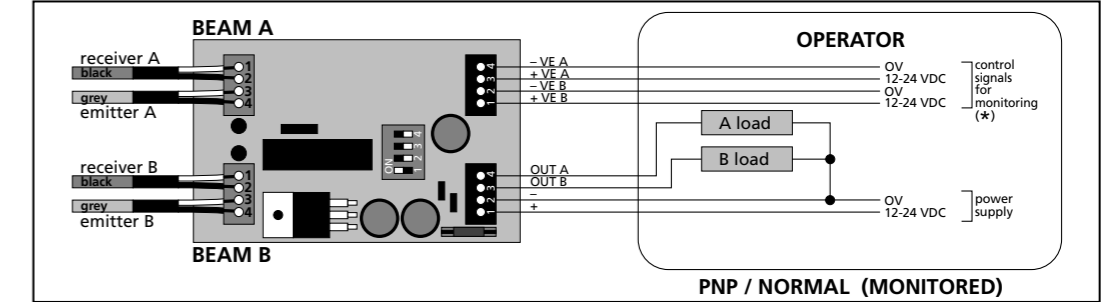 BEAM A
receiver A
black
grey
emitter A
1
2
3
4
receiver B
black
grey
emitter B
1
2
3
4
BEAM B
ON
1 2 3 4
4
3
2
1
– VE A
+ VE A
– VE B
+ VE B
4
3
2
1
OUT A
OUT B
–
+
OPERATOR
0V
12-24 VDC
0V
12-24 VDC
control
signals
for
monitoring
(*)
A load
B load
0V
12-24 VDC
power
supply
PNP / NORMAL (MONITORED)